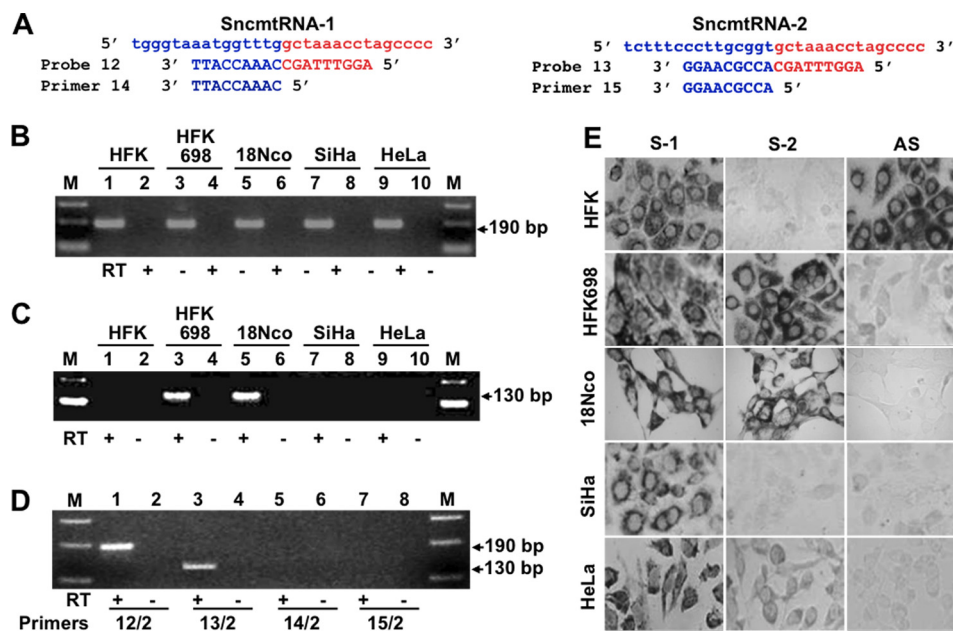 A
SncmtRNA-1
5′ tgggtaaatggtttggctaaacctagcccc 3′
Probe 12 3′ TTACCAAACCGATTTGGA 5′
Primer 14 3′ TTACCAAAC 5′
SncmtRNA-2
5′ tctttcccttgcggtgctaaacctagcccc 3′
Probe 13 3′ GGAACGCCACGATTTGGA 5′
Primer 15 3′ GGAACGCCA 5′
B
HFK HFK 698 18Nco SiHa HeLa
M 1 2 3 4 5 6 7 8 9 10 M
190 bp
RT + - + - + - + - + -
C
HFK HFK 698 18Nco SiHa HeLa
M 1 2 3 4 5 6 7 8 9 10 M
130 bp
RT + - + - + - + - + -
D
M 1 2 3 4 5 6 7 8 M
190 bp
130 bp
RT + - + - + - + -
Primers 12/2 13/2 14/2 15/2
E
S-1 S-2 AS
HFK
HFK698
18Nco
SiHa
HeLa